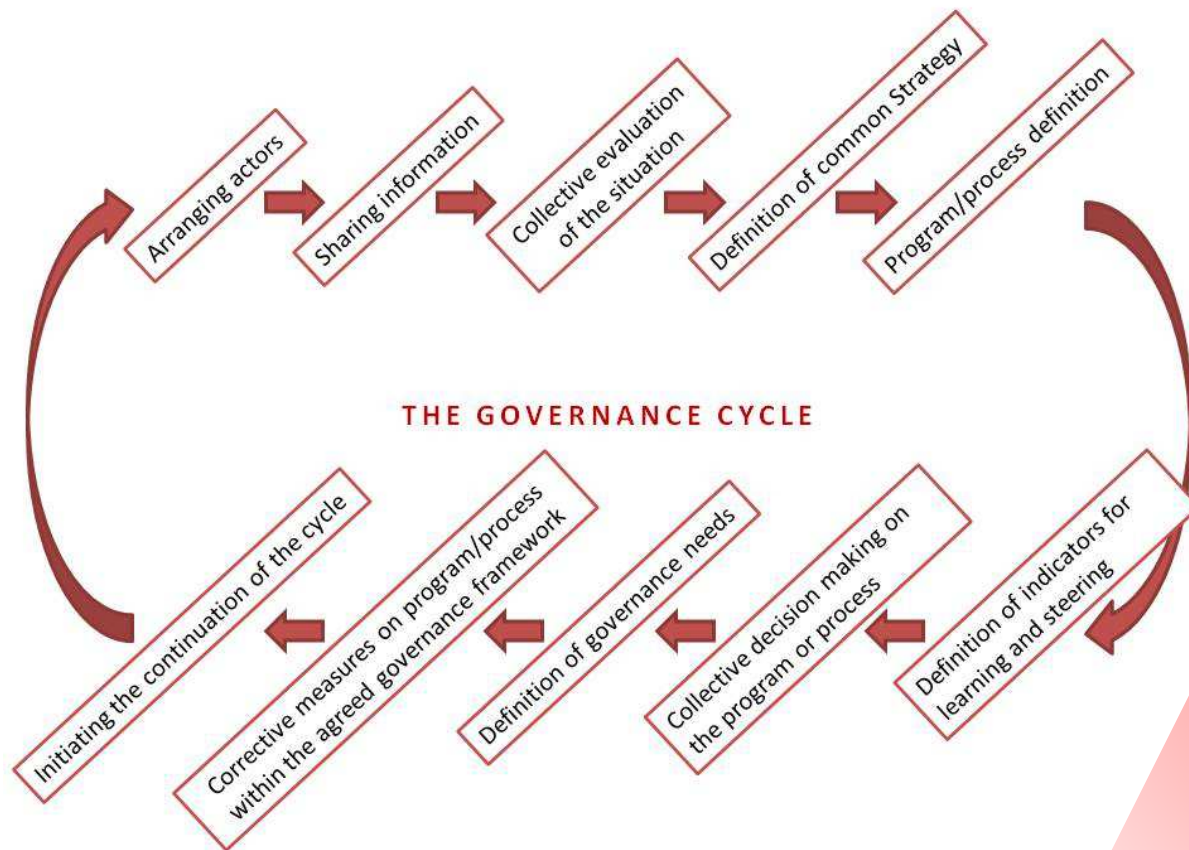 Arranging actors
Sharing information
Collective evaluation
of the situation
Definition of common Strategy
Program/process definition
THE GOVERNANCE CYCLE
Initiating the continuation of the cycle
Corrective measures on program/process
within the agreed governance framework
Definition of governance needs
Collective decision making on
the program or process
Definition of indicators for
learning and steering